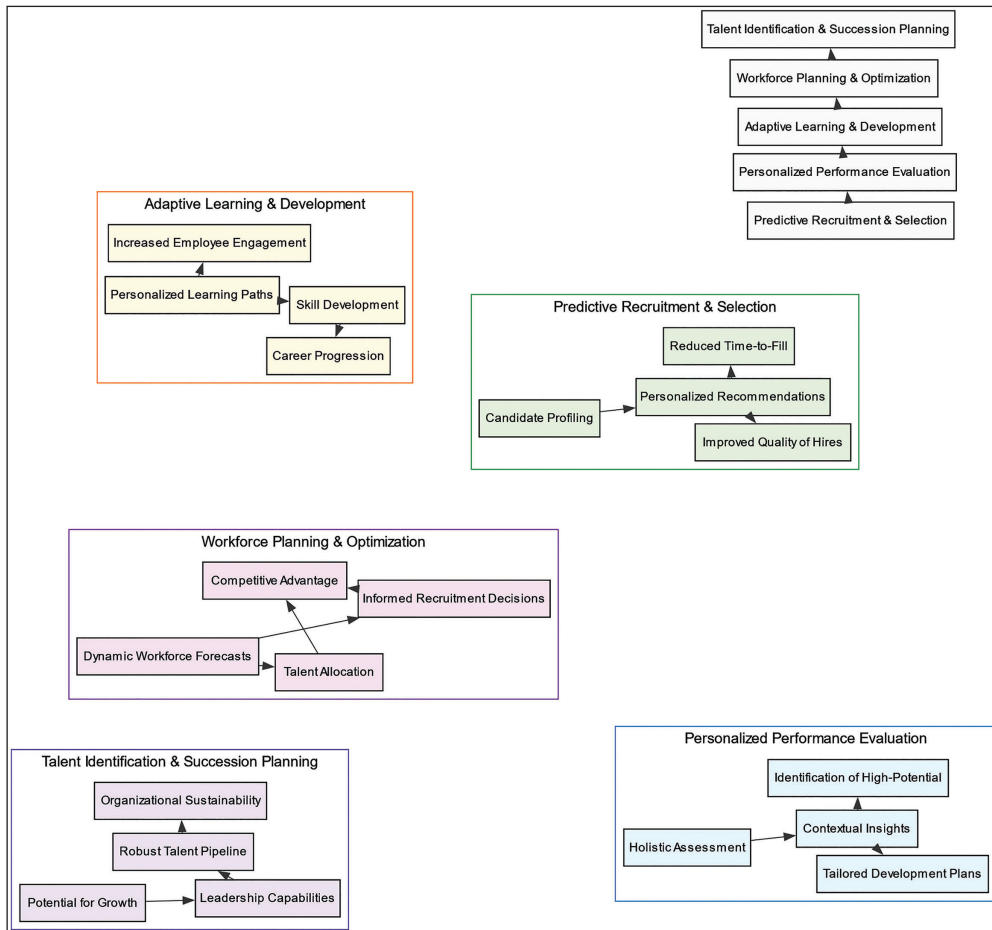 Talent Identification & Succession Planning
Workforce Planning & Optimization
Adaptive Learning & Development
Personalized Performance Evaluation
Predictive Recruitment & Selection
Adaptive Learning & Development
Increased Employee Engagement
Personalized Learning Paths
Skill Development
Career Progression
Predictive Recruitment & Selection
Reduced Time-to-Fill
Personalized Recommendations
Candidate Profiling
Improved Quality of Hires
Workforce Planning & Optimization
Competitive Advantage
Informed Recruitment Decisions
Dynamic Workforce Forecasts
Talent Allocation
Talent Identification & Succession Planning
Organizational Sustainability
Robust Talent Pipeline
Leadership Capabilities
Potential for Growth
Personalized Performance Evaluation
Identification of High-Potential
Contextual Insights
Holistic Assessment
Tailored Development Plans